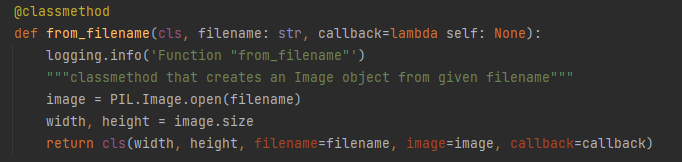 @classmethod
def from_filename(cls, filename: str, callback=lambda self: None):
    logging.info('Function "from_filename"')
    """classmethod that creates an Image object from given filename"""
    image = PIL.Image.open(filename)
    width, height = image.size
    return cls(width, height, filename=filename, image=image, callback=callback)